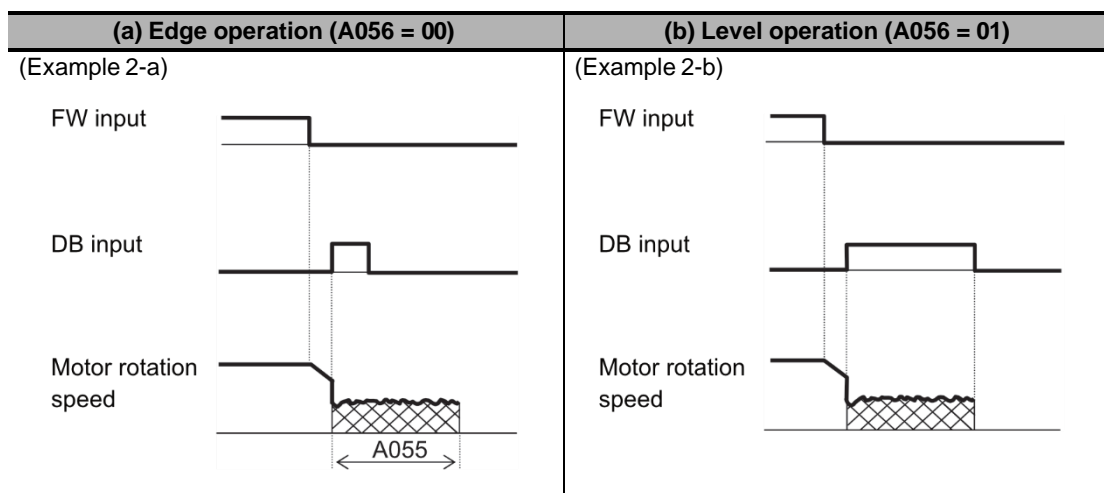 (a) Edge operation (A056 = 00)
(b) Level operation (A056 = 01)
(Example 2-a)
FW input
DB input
Motor rotation
speed
A055
(Example 2-b)
FW input
DB input
Motor rotation
speed